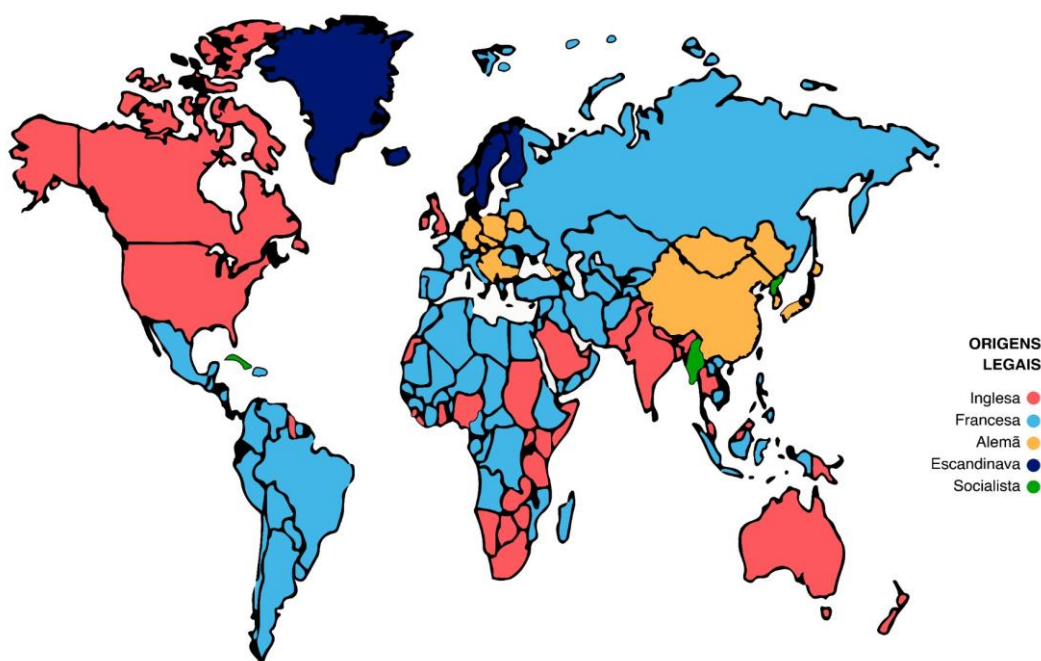 ORIGENS
LEGAIS
Inglesa
Francesa
Alemã
Escandinava
Socialista